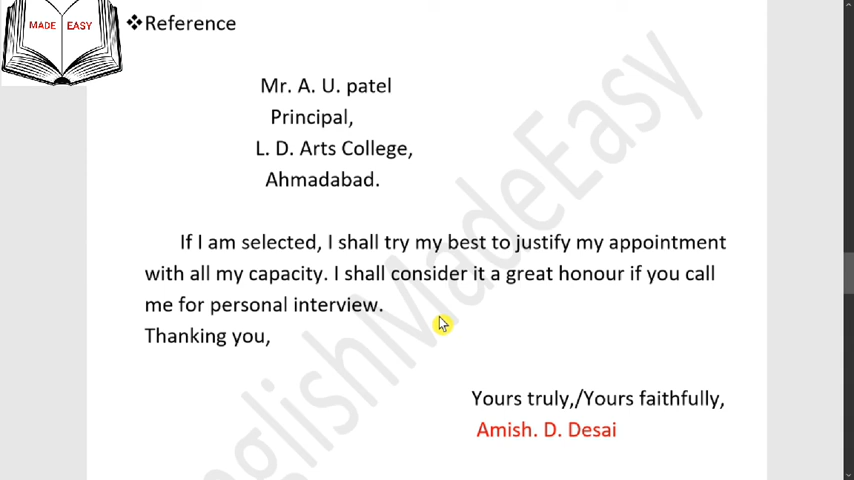 MADE EASY
❖Reference
Mr. A. U. patel
Principal,
L. D. Arts College,
Ahmadabad.
If I am selected, I shall try my best to justify my appointment
with all my capacity. I shall consider it a great honour if you call
me for personal interview.
Thanking you,
Yours truly,/Yours faithfully,
Amish. D. Desai
EnglishMadeEasy